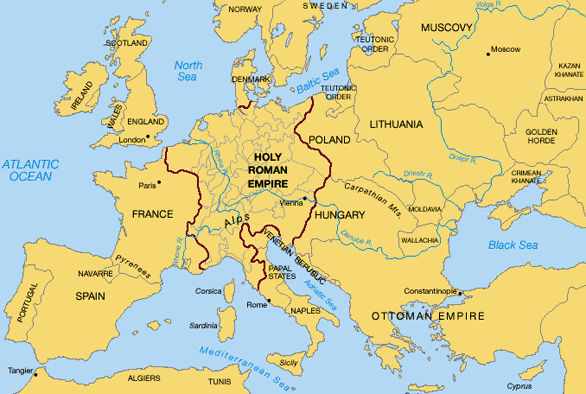 NORWAY
SWEDEN
SCOTLAND
North
Sea
DENMARK
Baltic Sea
TEUTONIC
ORDER
MUSCOVY
Volga R.
Moscow
KAZAN
KHANATE
ASTRAKHAN
IRELAND
WALES
ENGLAND
London
TEUTONIC
ORDER
LITHUANIA
GOLDEN
HORDE
POLAND
Rhine R.
HOLY
ROMAN
EMPIRE
ATLANTIC
OCEAN
Paris
Vienna
Dniepr R.
Dniestr R.
CRIMEAN
KHANATE
Carpathian Mts.
FRANCE
Alps
HUNGARY
MOLDAVIA
WALLACHIA
Danube R.
Black Sea
Rhone R.
VENETIAN REPUBLIC
Pyrenees
NAVARRE
PAPAL
STATES
Adriatic Sea
PORTUGAL
SPAIN
Corsica
Rome
NAPLES
Constantinople
OTTOMAN EMPIRE
Sardinia
Mediterranean Sea
Sicily
Tangier
ALGIERS
TUNIS
Cyprus